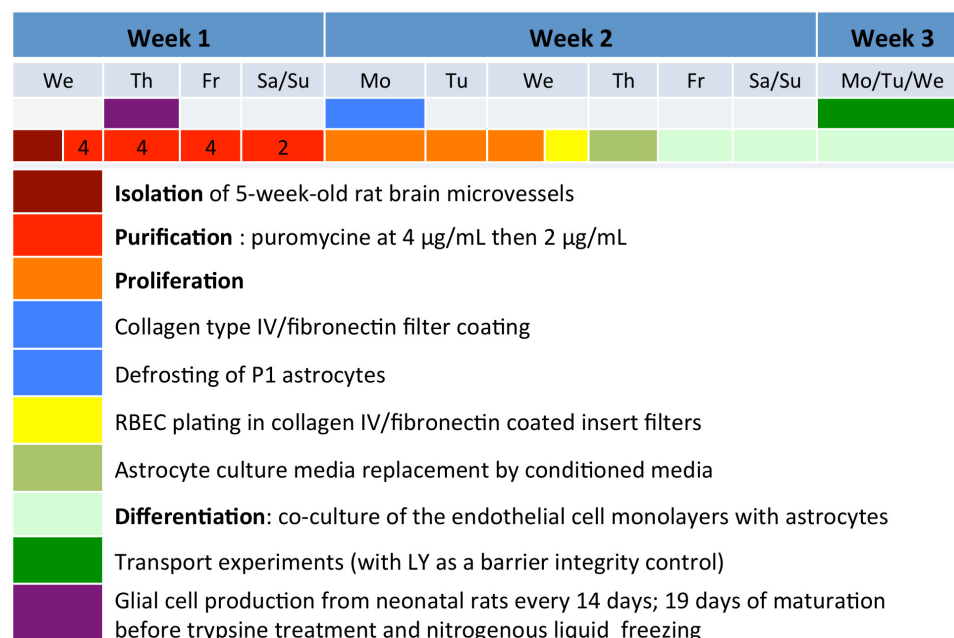 Week 1 Week 2 Week 3
We Th Fr Sa/Su Mo Tu We Th Fr Sa/Su Mo/Tu/We
4 4 4 2
Isolation of 5-week-old rat brain microvessels
Purification : puromycine at 4 µg/mL then 2 µg/mL
Proliferation
Collagen type IV/fibronectin filter coating
Defrosting of P1 astrocytes
RBEC plating in collagen IV/fibronectin coated insert filters
Astrocyte culture media replacement by conditioned media
Differentiation: co-culture of the endothelial cell monolayers with astrocytes
Transport experiments (with LY as a barrier integrity control)
Glial cell production from neonatal rats every 14 days; 19 days of maturation
before trypsine treatment and nitrogenous liquid freezing